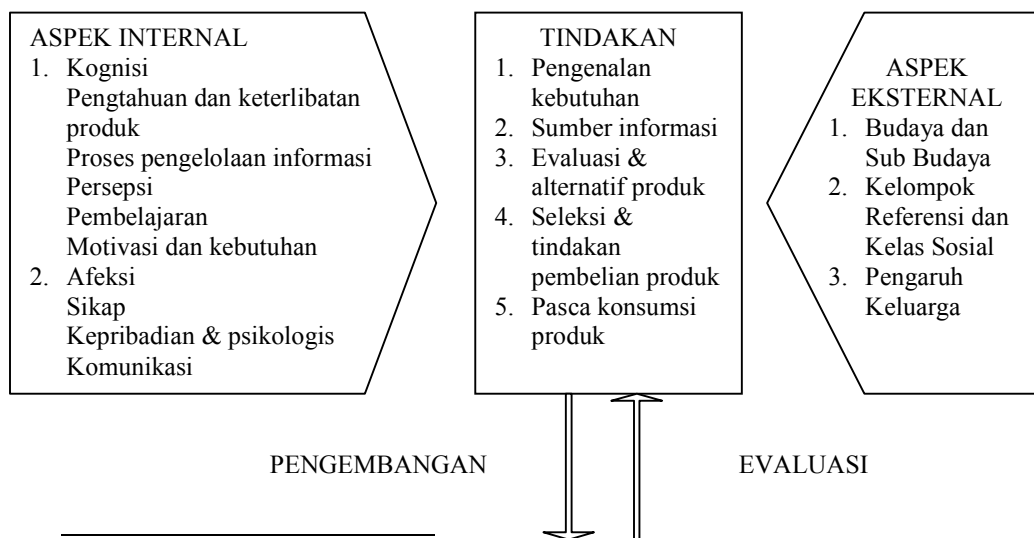 ASPEK INTERNAL
1. Kognisi
Pengtahuan dan keterlibatan
produk
Proses pengelolaan informasi
Persepsi
Pembelajaran
Motivasi dan kebutuhan
2. Afeksi
Sikap
Kepribadian & psikologis
Komunikasi
TINDAKAN
1. Pengenalan
kebutuhan
2. Sumber informasi
3. Evaluasi &
alternatif produk
4. Seleksi &
tindakan
pembelian produk
5. Pasca konsumsi
produk
ASPEK
EKSTERNAL
1. Budaya dan
Sub Budaya
2. Kelompok
Referensi dan
Kelas Sosial
3. Pengaruh
Keluarga
PENGEMBANGAN
EVALUASI